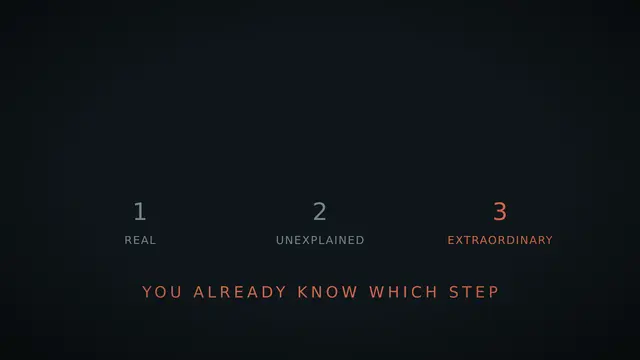 1 2 3
REAL UNEXPLAINED EXTRAORDINARY
YOU ALREADY KNOW WHICH STEP